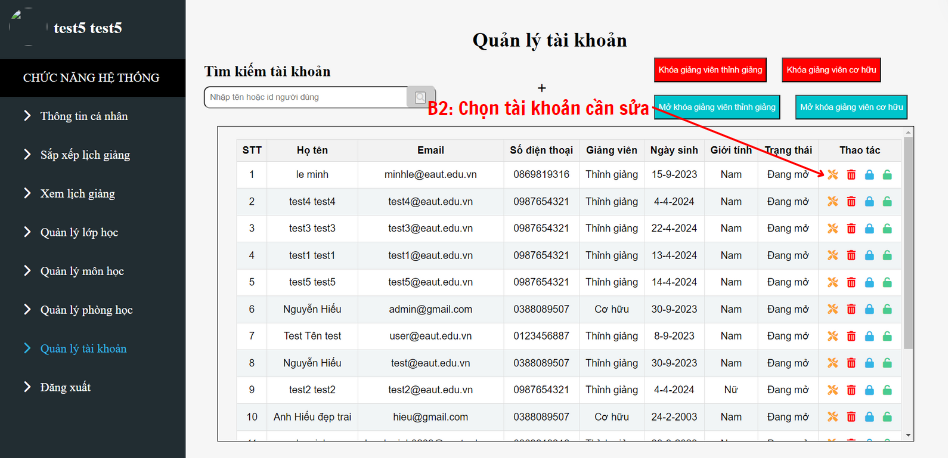 test5 test5
CHỨC NĂNG HỆ THỐNG
Thông tin cá nhân
Sắp xếp lịch giảng
Xem lịch giảng
Quản lý lớp học
Quản lý môn học
Quản lý phòng học
Quản lý tài khoản
Đăng xuất
Quản lý tài khoản
Tìm kiếm tài khoản
Nhập tên hoặc id người dùng
Khóa giảng viên thỉnh giảng
Khóa giảng viên cơ hữu
Mở khóa giảng viên thỉnh giảng
Mở khóa giảng viên cơ hữu
B2: Chọn tài khoản cần sửa
STT Họ tên Email Số điện thoại Giảng viên Ngày sinh Giới tính Trạng thái Thao tác
1 le minh minhle@eaut.edu.vn 0869819316 Thỉnh giảng 15-9-2023 Nam Đang mở
2 test4 test4 test4@eaut.edu.vn 0987654321 Thỉnh giảng 4-4-2024 Nam Đang mở
3 test3 test3 test3@eaut.edu.vn 0987654321 Thỉnh giảng 22-4-2024 Nam Đang mở
4 test1 test1 test1@eaut.edu.vn 0987654321 Thỉnh giảng 13-4-2024 Nam Đang mở
5 test5 test5 test5@eaut.edu.vn 0987654321 Thỉnh giảng 14-4-2024 Nam Đang mở
6 Nguyễn Hiếu admin@gmail.com 0388089507 Cơ hữu 30-9-2023 Nam Đang mở
7 Test Tên test user@eaut.edu.vn 0123456887 Thỉnh giảng 8-9-2023 Nam Đang mở
8 Nguyễn Hiếu test@eaut.edu.vn 0388089507 Thỉnh giảng 30-9-2023 Nam Đang mở
9 test2 test2 test2@eaut.edu.vn 0987654321 Thỉnh giảng 4-4-2024 Nữ Đang mở
10 Anh Hiếu đẹp trai hieu@gmail.com 0388089507 Cơ hữu 24-2-2003 Nam Đang mở